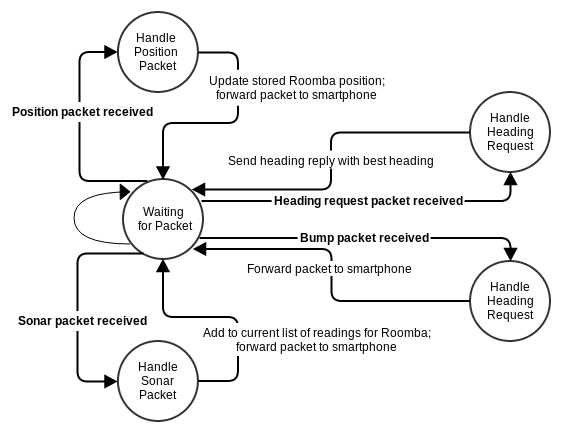 Handle
Position
Packet
Update stored Roomba position;
forward packet to smartphone
Position packet received
Handle
Heading
Request
Send heading reply with best heading
Heading request packet received
Waiting
for Packet
Bump packet received
Forward packet to smartphone
Handle
Heading
Request
Sonar packet received
Add to current list of readings for Roomba;
forward packet to smartphone
Handle
Sonar
Packet